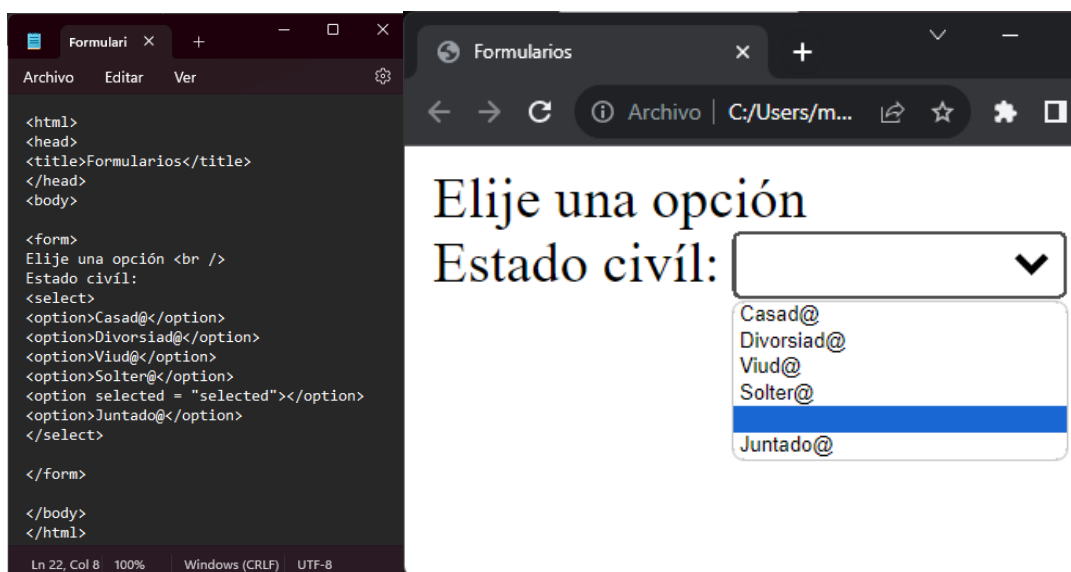 Formulari
Archivo Editar Ver
<html>
<head>
<title>Formularios</title>
</head>
<body>
<form>
Elije una opción <br />
Estado civíl:
<select>
<option>Casad@</option>
<option>Divorsiad@</option>
<option>Viud@</option>
<option>Solter@</option>
<option selected = "selected"></option>
<option>Juntado@</option>
</select>
</form>
</body>
</html>
Ln 22, Col 8 100% Windows (CRLF) UTF-8
Formularios
Archivo | C:/Users/m...
Elije una opción
Estado civíl:
Casad@
Divorsiad@
Viud@
Solter@
Juntado@